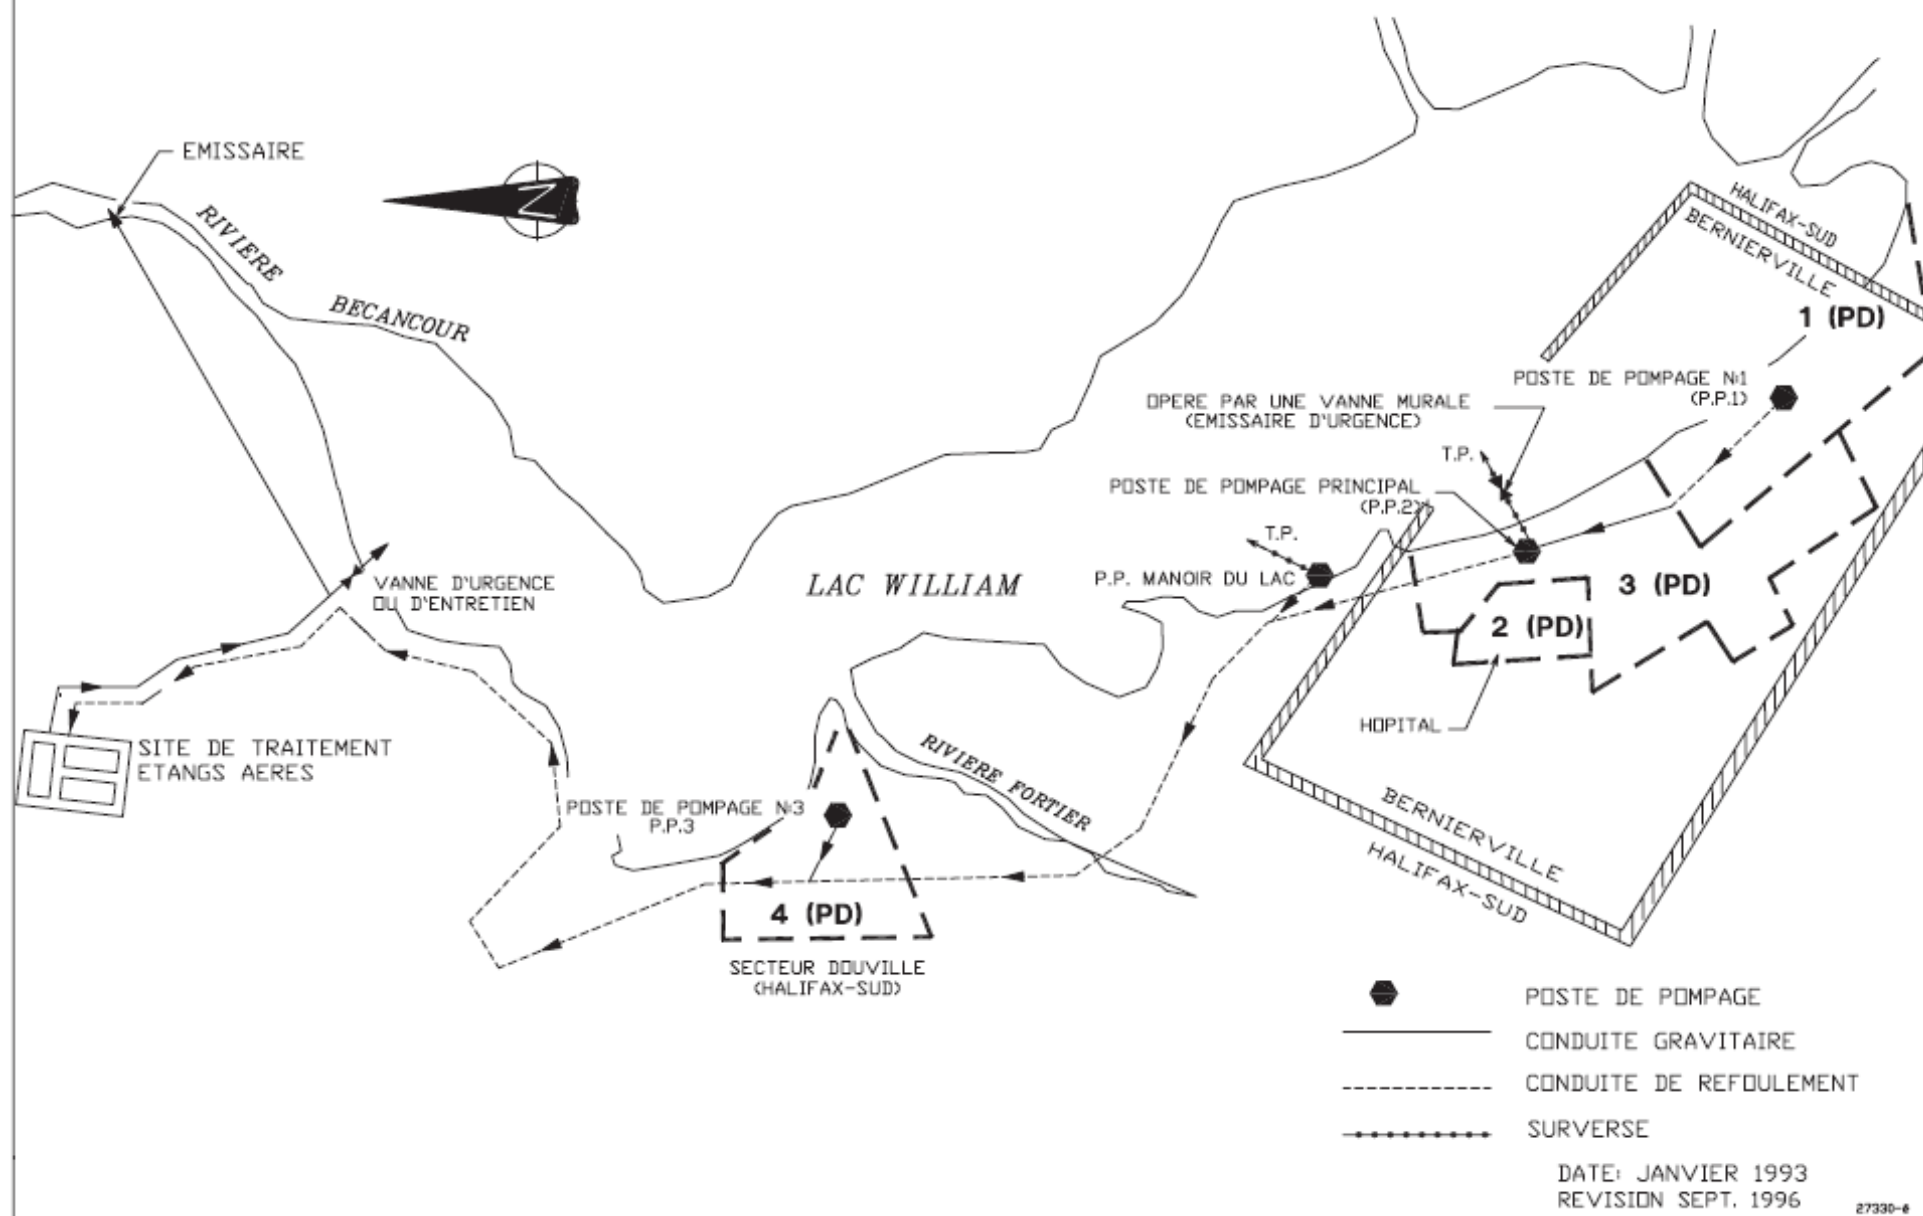 EMISSAIRE
N
RIVIERE
BECANCOUR
HALIFAX-SUD
BERNIERVILLE
1 (PD)
POSTE DE POMPAGE N:1
(P.P.1)
OPERE PAR UNE VANNE MURALE
(EMISSAIRE D'URGENCE)
T.P.
POSTE DE POMPAGE PRINCIPAL
(P.P.2)
T.P.
P.P. MANOIR DU LAC
LAC WILLIAM
VANNE D'URGENCE
OU D'ENTRETIEN
3 (PD)
2 (PD)
HOPITAL
SITE DE TRAITEMENT
ETANGS AERES
RIVIERE FORTIER
POSTE DE POMPAGE N:3
P.P.3
4 (PD)
SECTEUR DOUVILLE
(HALIFAX-SUD)
BERNIERVILLE
HALIFAX-SUD
POSTE DE POMPAGE
CONDUITE GRAVITAIRE
CONDUITE DE REFOULEMENT
SURVERSE
DATE: JANVIER 1993
REVISION SEPT. 1996